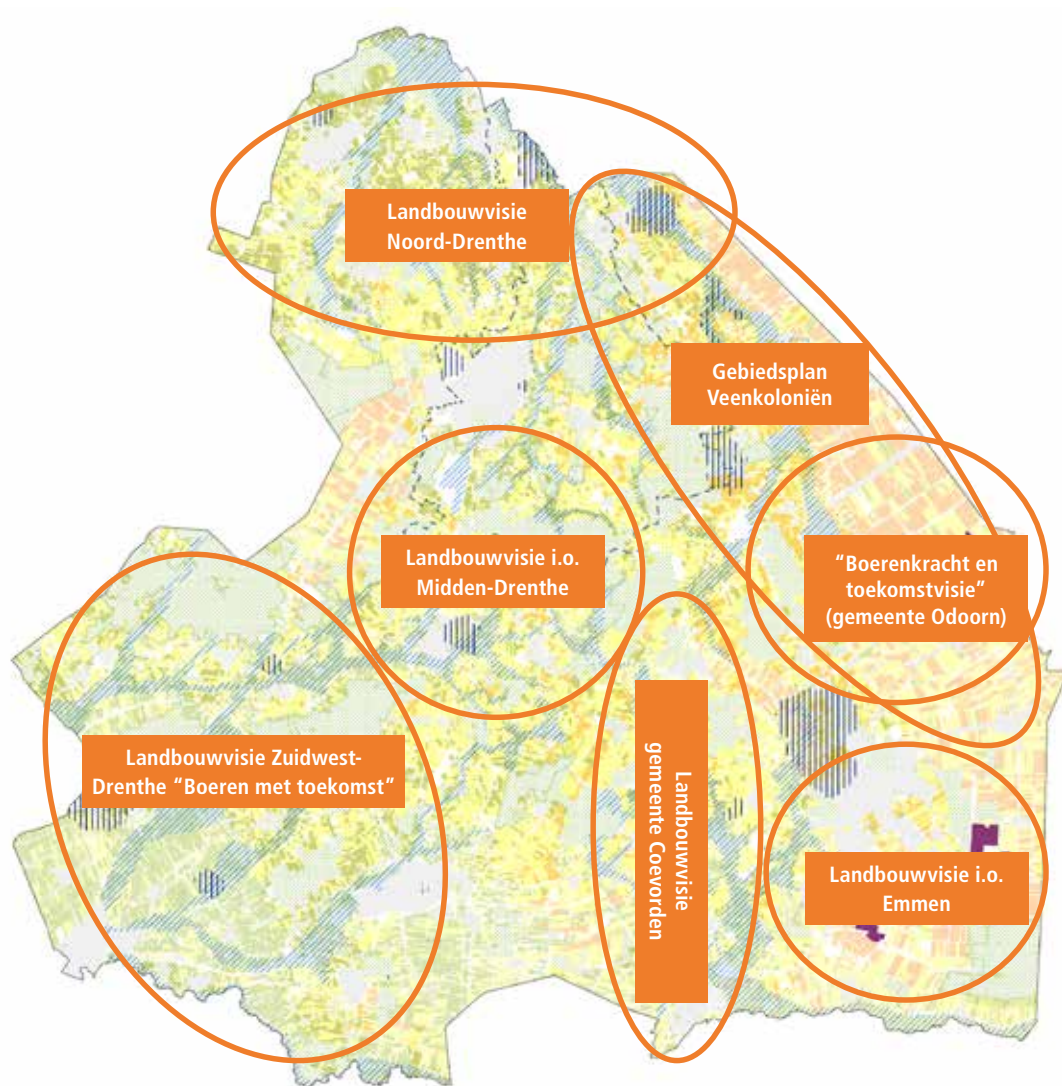 Landbouwvisie
Noord-Drenthe
Gebiedsplan
Veenkoloniën
Landbouwvisie i.o.
Midden-Drenthe
“Boerenkracht en
toekomstvisie”
(gemeente Odoorn)
Landbouwvisie Zuidwest-
Drenthe “Boeren met toekomst”
Landbouwvisie
gemeente Coevorden
Landbouwvisie i.o.
Emmen